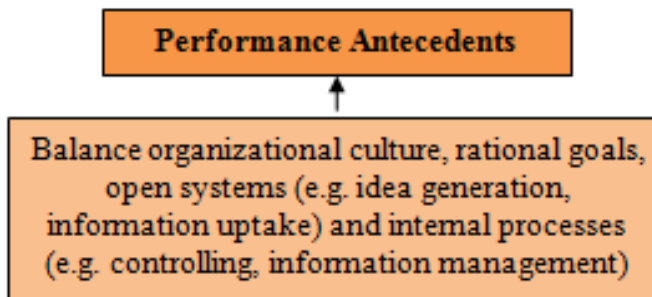 Performance Antecedents
Balance organizational culture, rational goals,
open systems (e.g. idea generation,
information uptake) and internal processes
(e.g. controlling, information management)